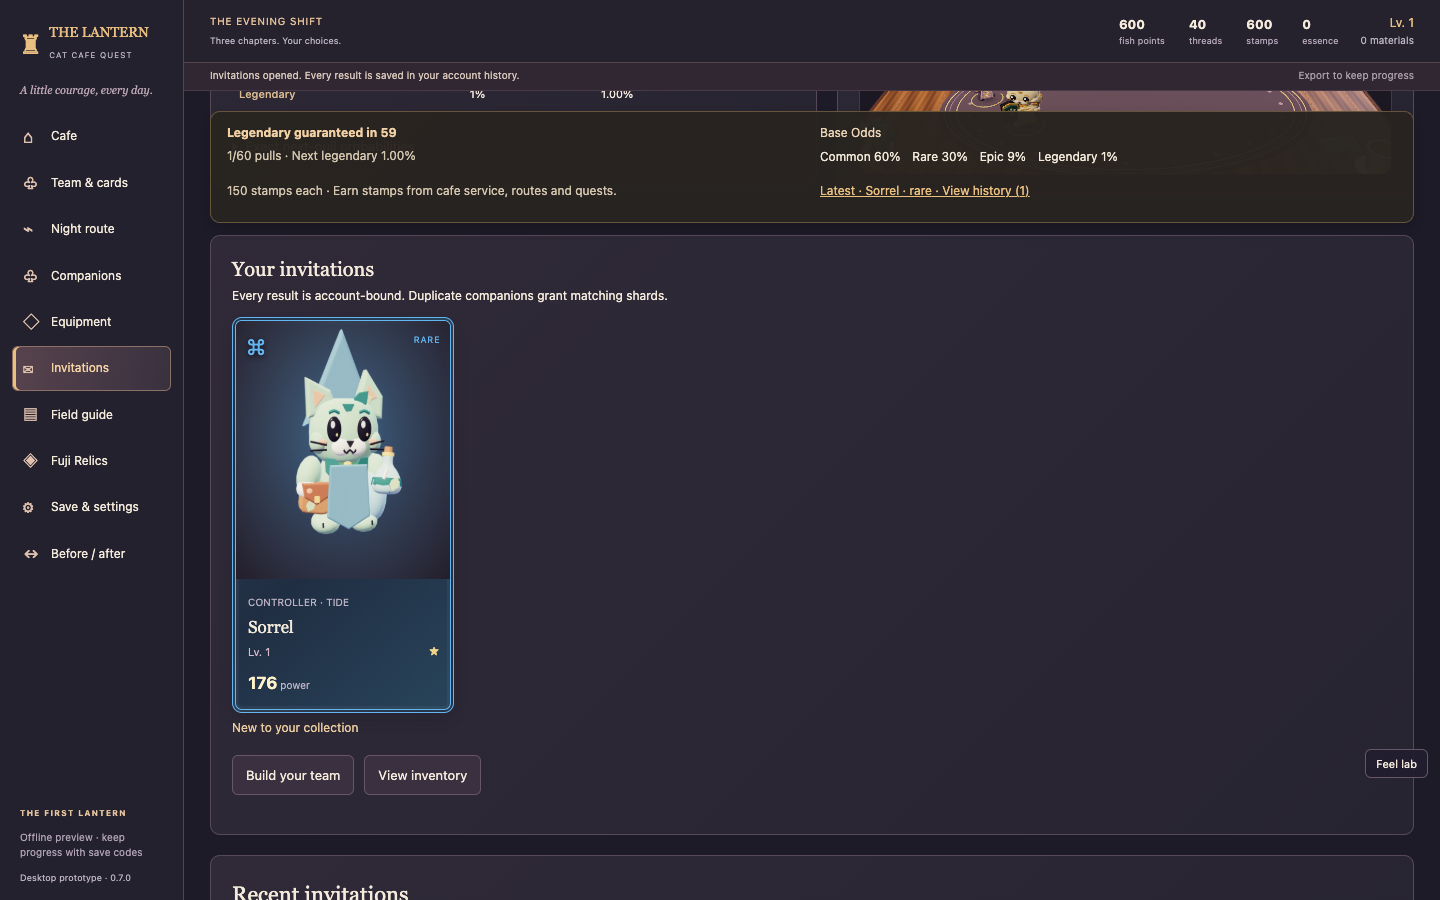 THE LANTERN
CAT CAFE QUEST
A little courage, every day.
Cafe
Team & cards
Night route
Companions
Equipment
Invitations
Field guide
Fuji Relics
Save & settings
Before / after
THE FIRST LANTERN
Offline preview · keep
progress with save codes
Desktop prototype · 0.7.0
THE EVENING SHIFT
Three chapters. Your choices.
600 fish points
40 threads
600 stamps
0 essence
Lv. 1
0 materials
Invitations opened. Every result is saved in your account history.
Export to keep progress
Legendary 1% 1.00%
Legendary guaranteed in 59
1/60 pulls · Next legendary 1.00%
150 stamps each · Earn stamps from cafe service, routes and quests.
Base Odds
Common 60% Rare 30% Epic 9% Legendary 1%
Latest · Sorrel · rare · View history (1)
Your invitations
Every result is account-bound. Duplicate companions grant matching shards.
RARE
CONTROLLER · TIDE
Sorrel
Lv. 1
176 power
New to your collection
Build your team
View inventory
Feel lab
Recent invitations